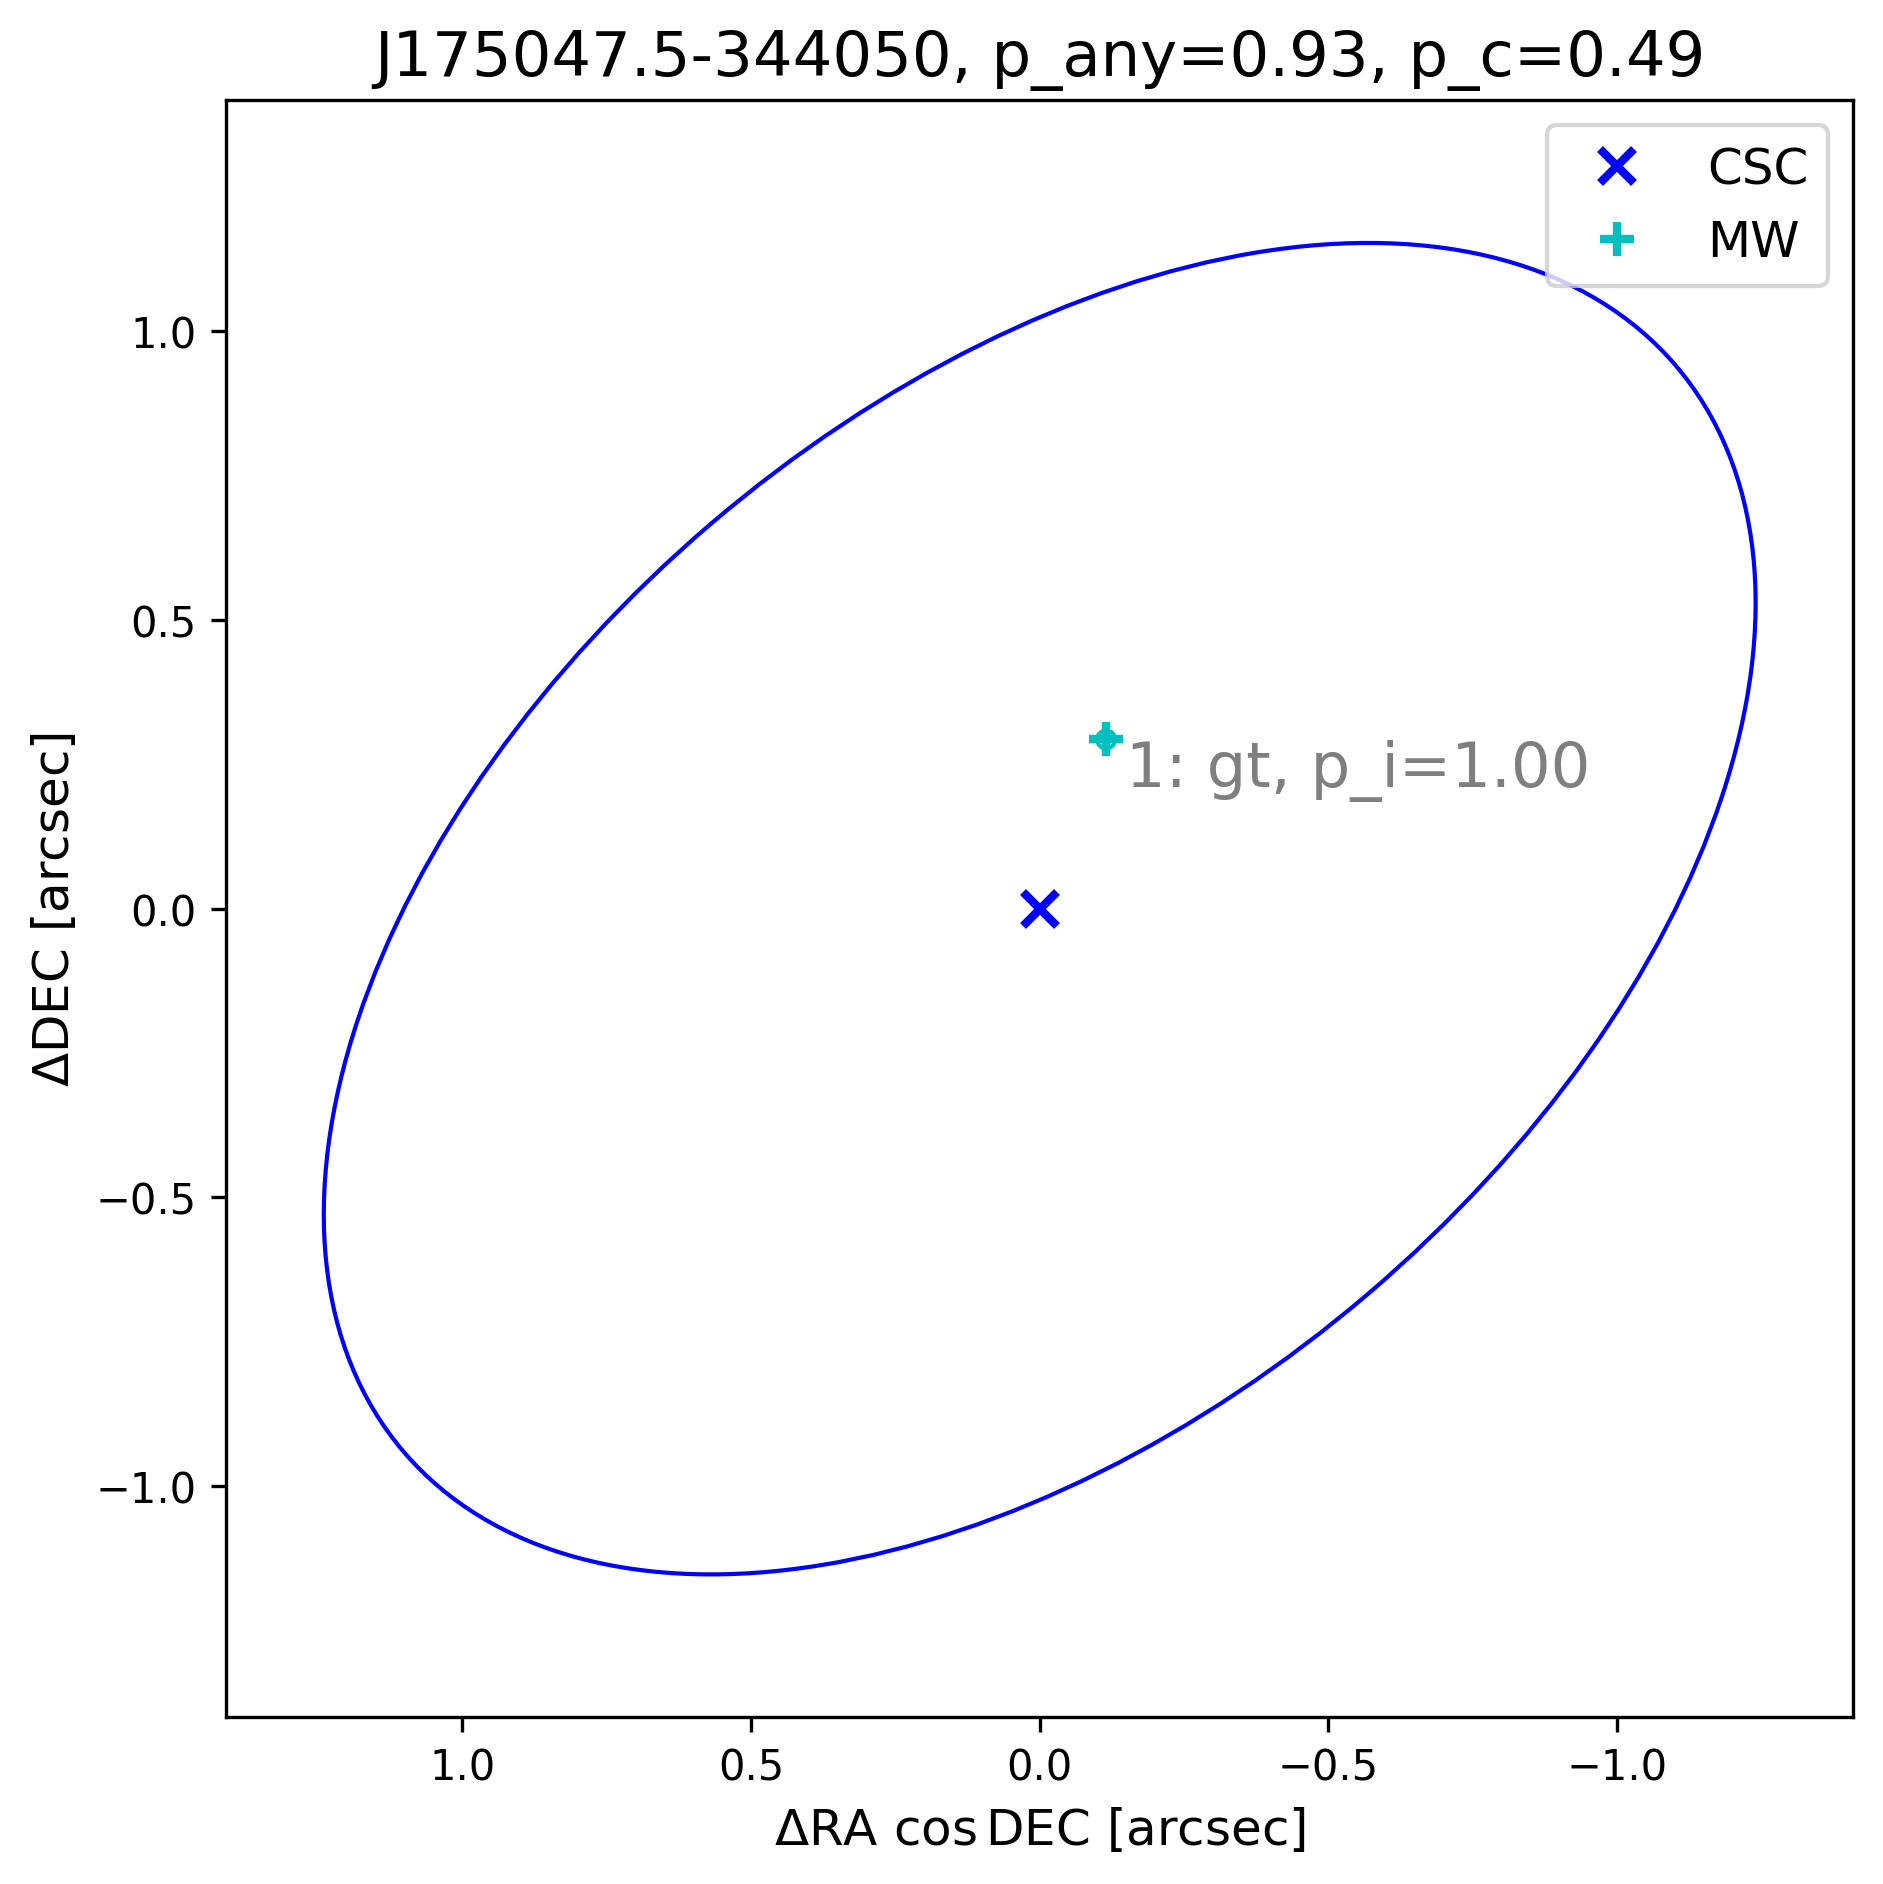 J175047.5-344050, p_any=0.93, p_c=0.49
CSC
MW
1.0
0.5
0.0
−0.5
−1.0
ΔDEC [arcsec]
1: gt, p_i=1.00
1.0
0.5
0.0
−0.5
−1.0
ΔRA cos DEC [arcsec]